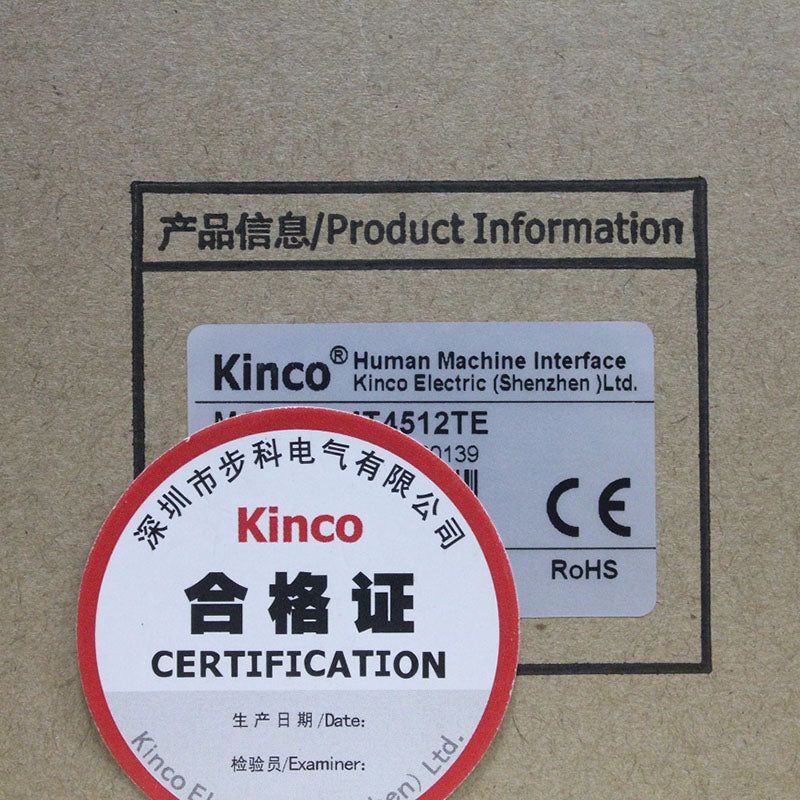 产品信息/Product Information
Kinco® Human Machine Interface
Kinco Electric (Shenzhen )Ltd.
4512TE
0139
CE
RoHS
深圳市步科电气有限公司
Kinco
合格证
CERTIFICATION
生产日期/Date:
检验员/Examiner:
Kinco Ltd.